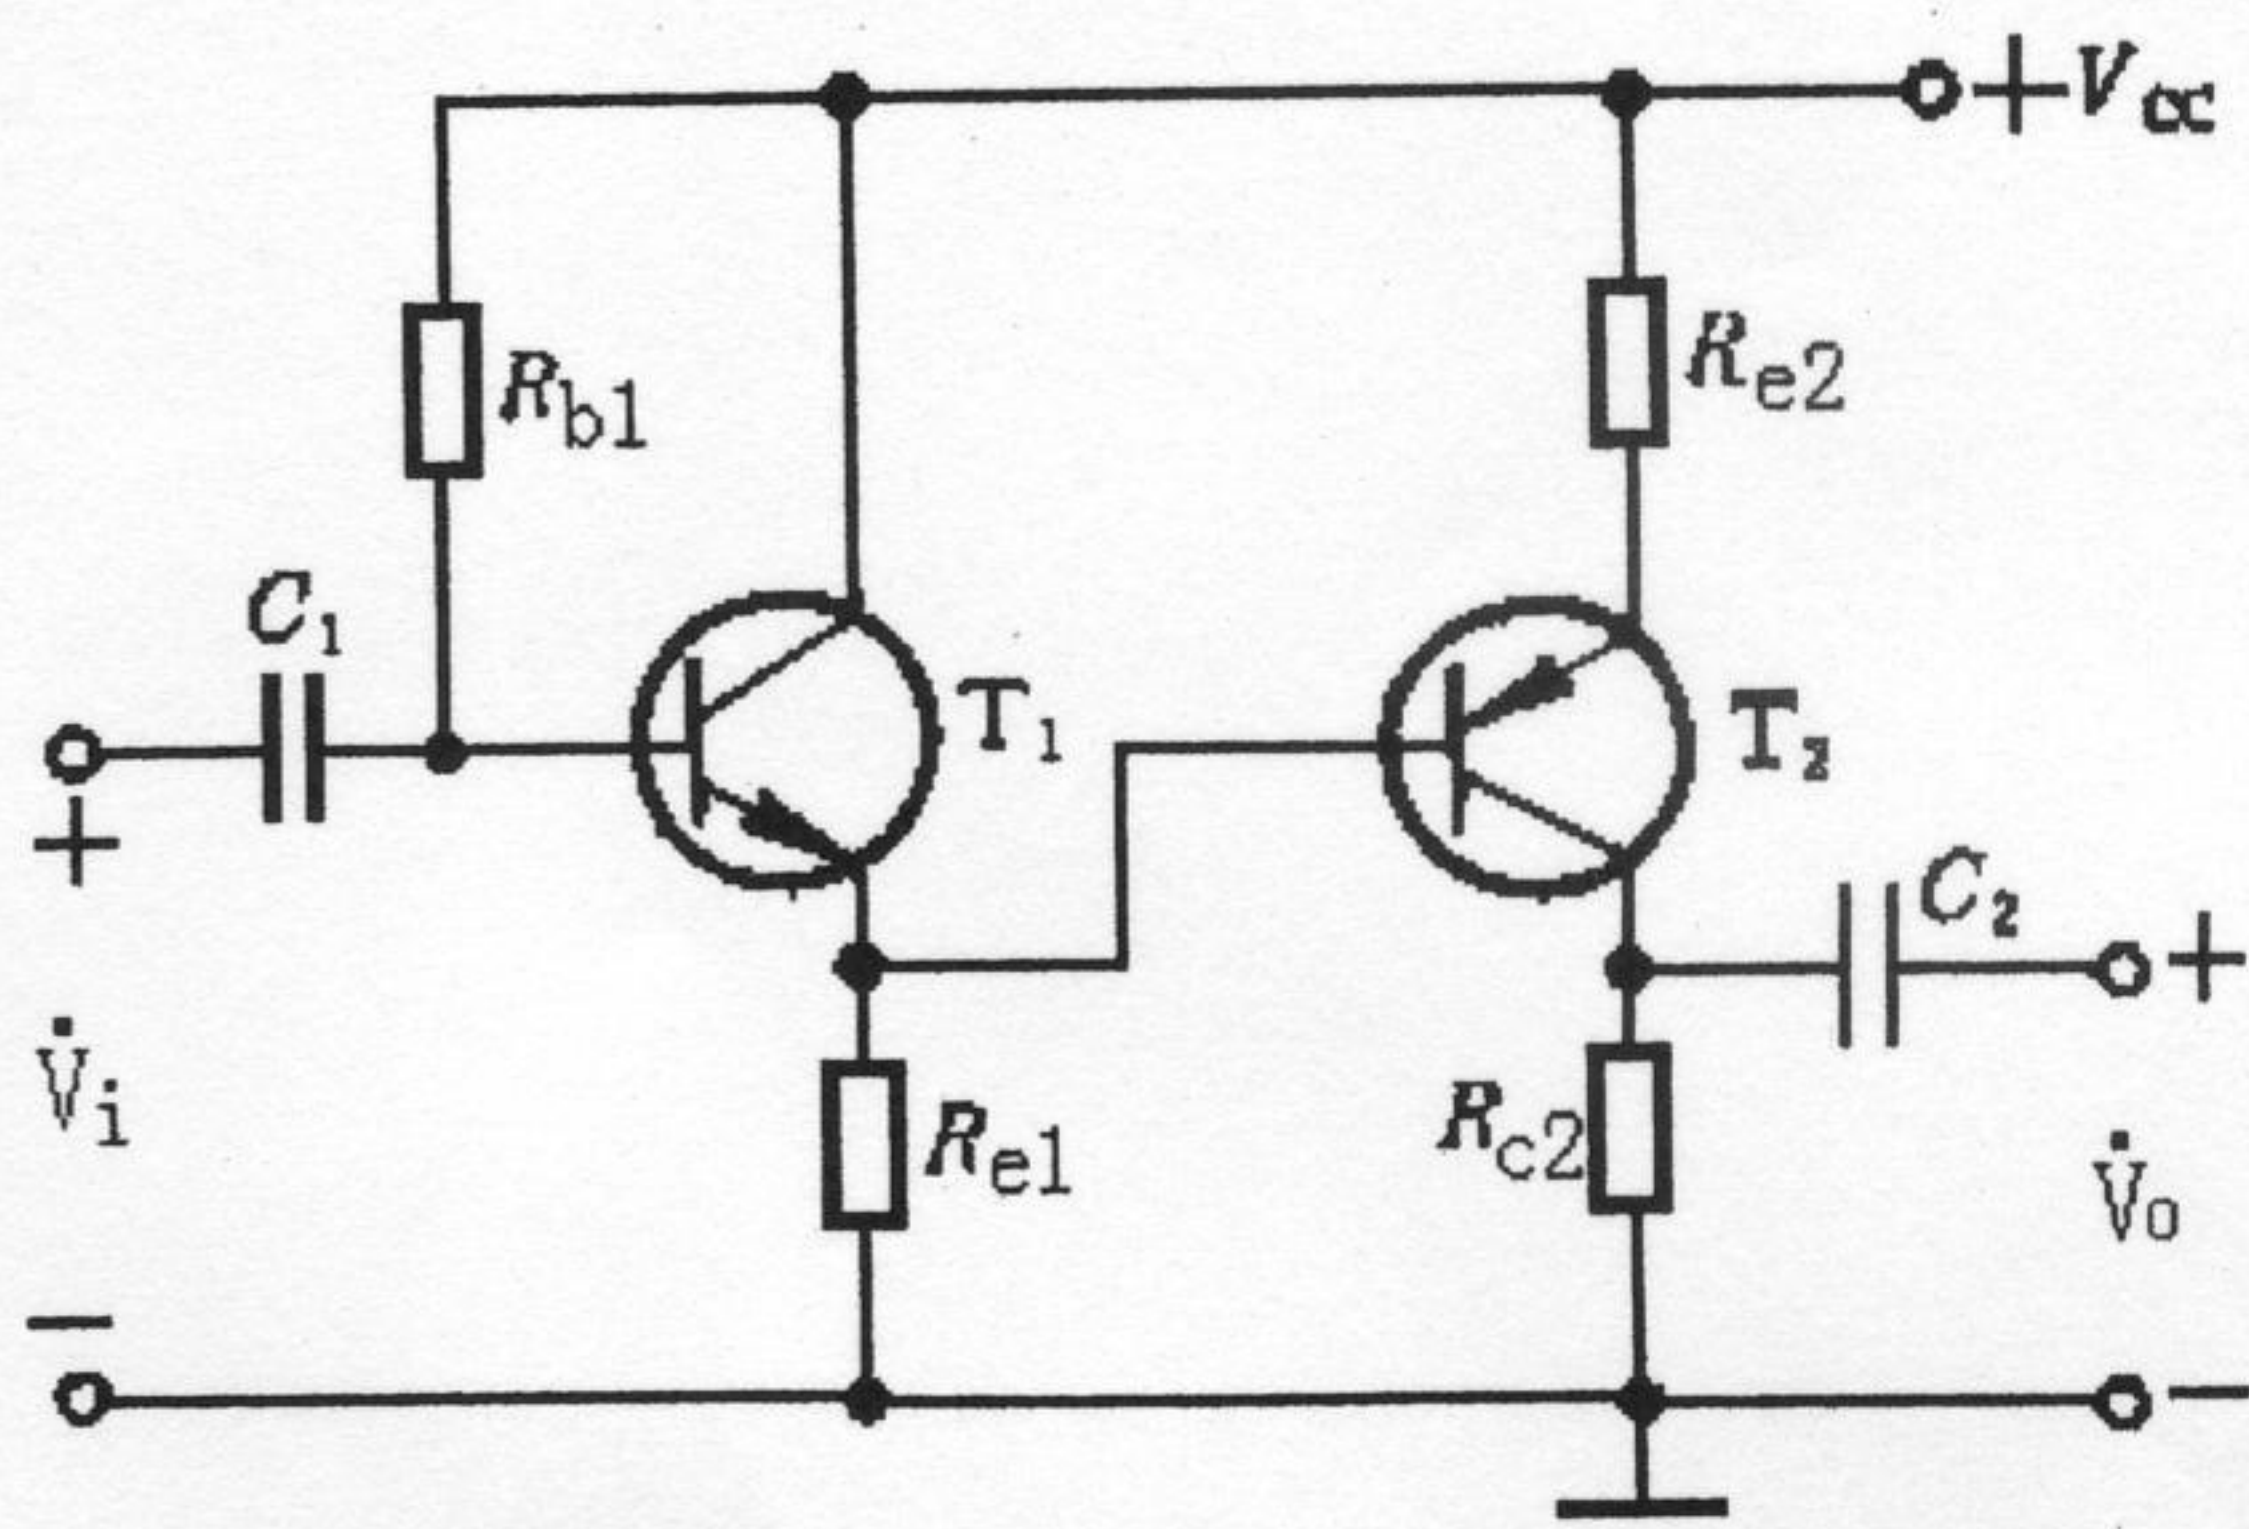 +V_CC
R_e2
R_b1
C_1
T_1
T_2
C_2
+
+
V̇_i
R_e1
R_c2
V̇_o
−
−